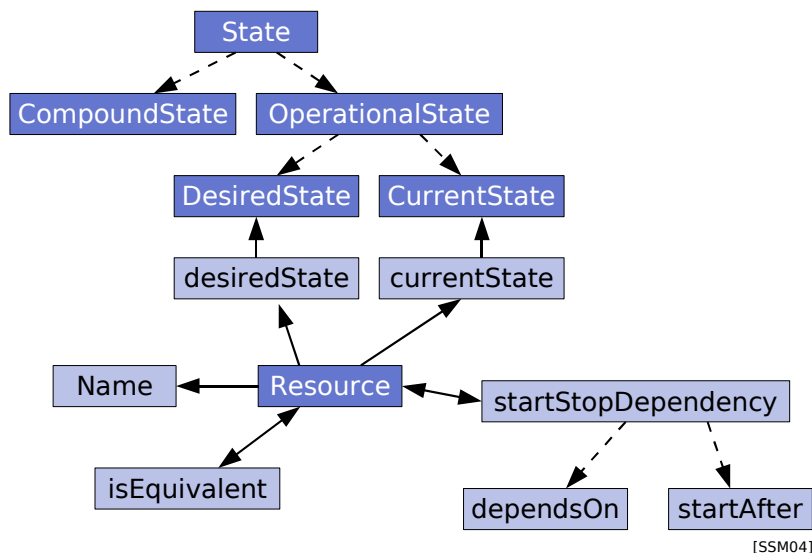 State
CompoundState
OperationalState
DesiredState
CurrentState
desiredState
currentState
Name
Resource
startStopDependency
isEquivalent
dependsOn
startAfter
[SSM04]